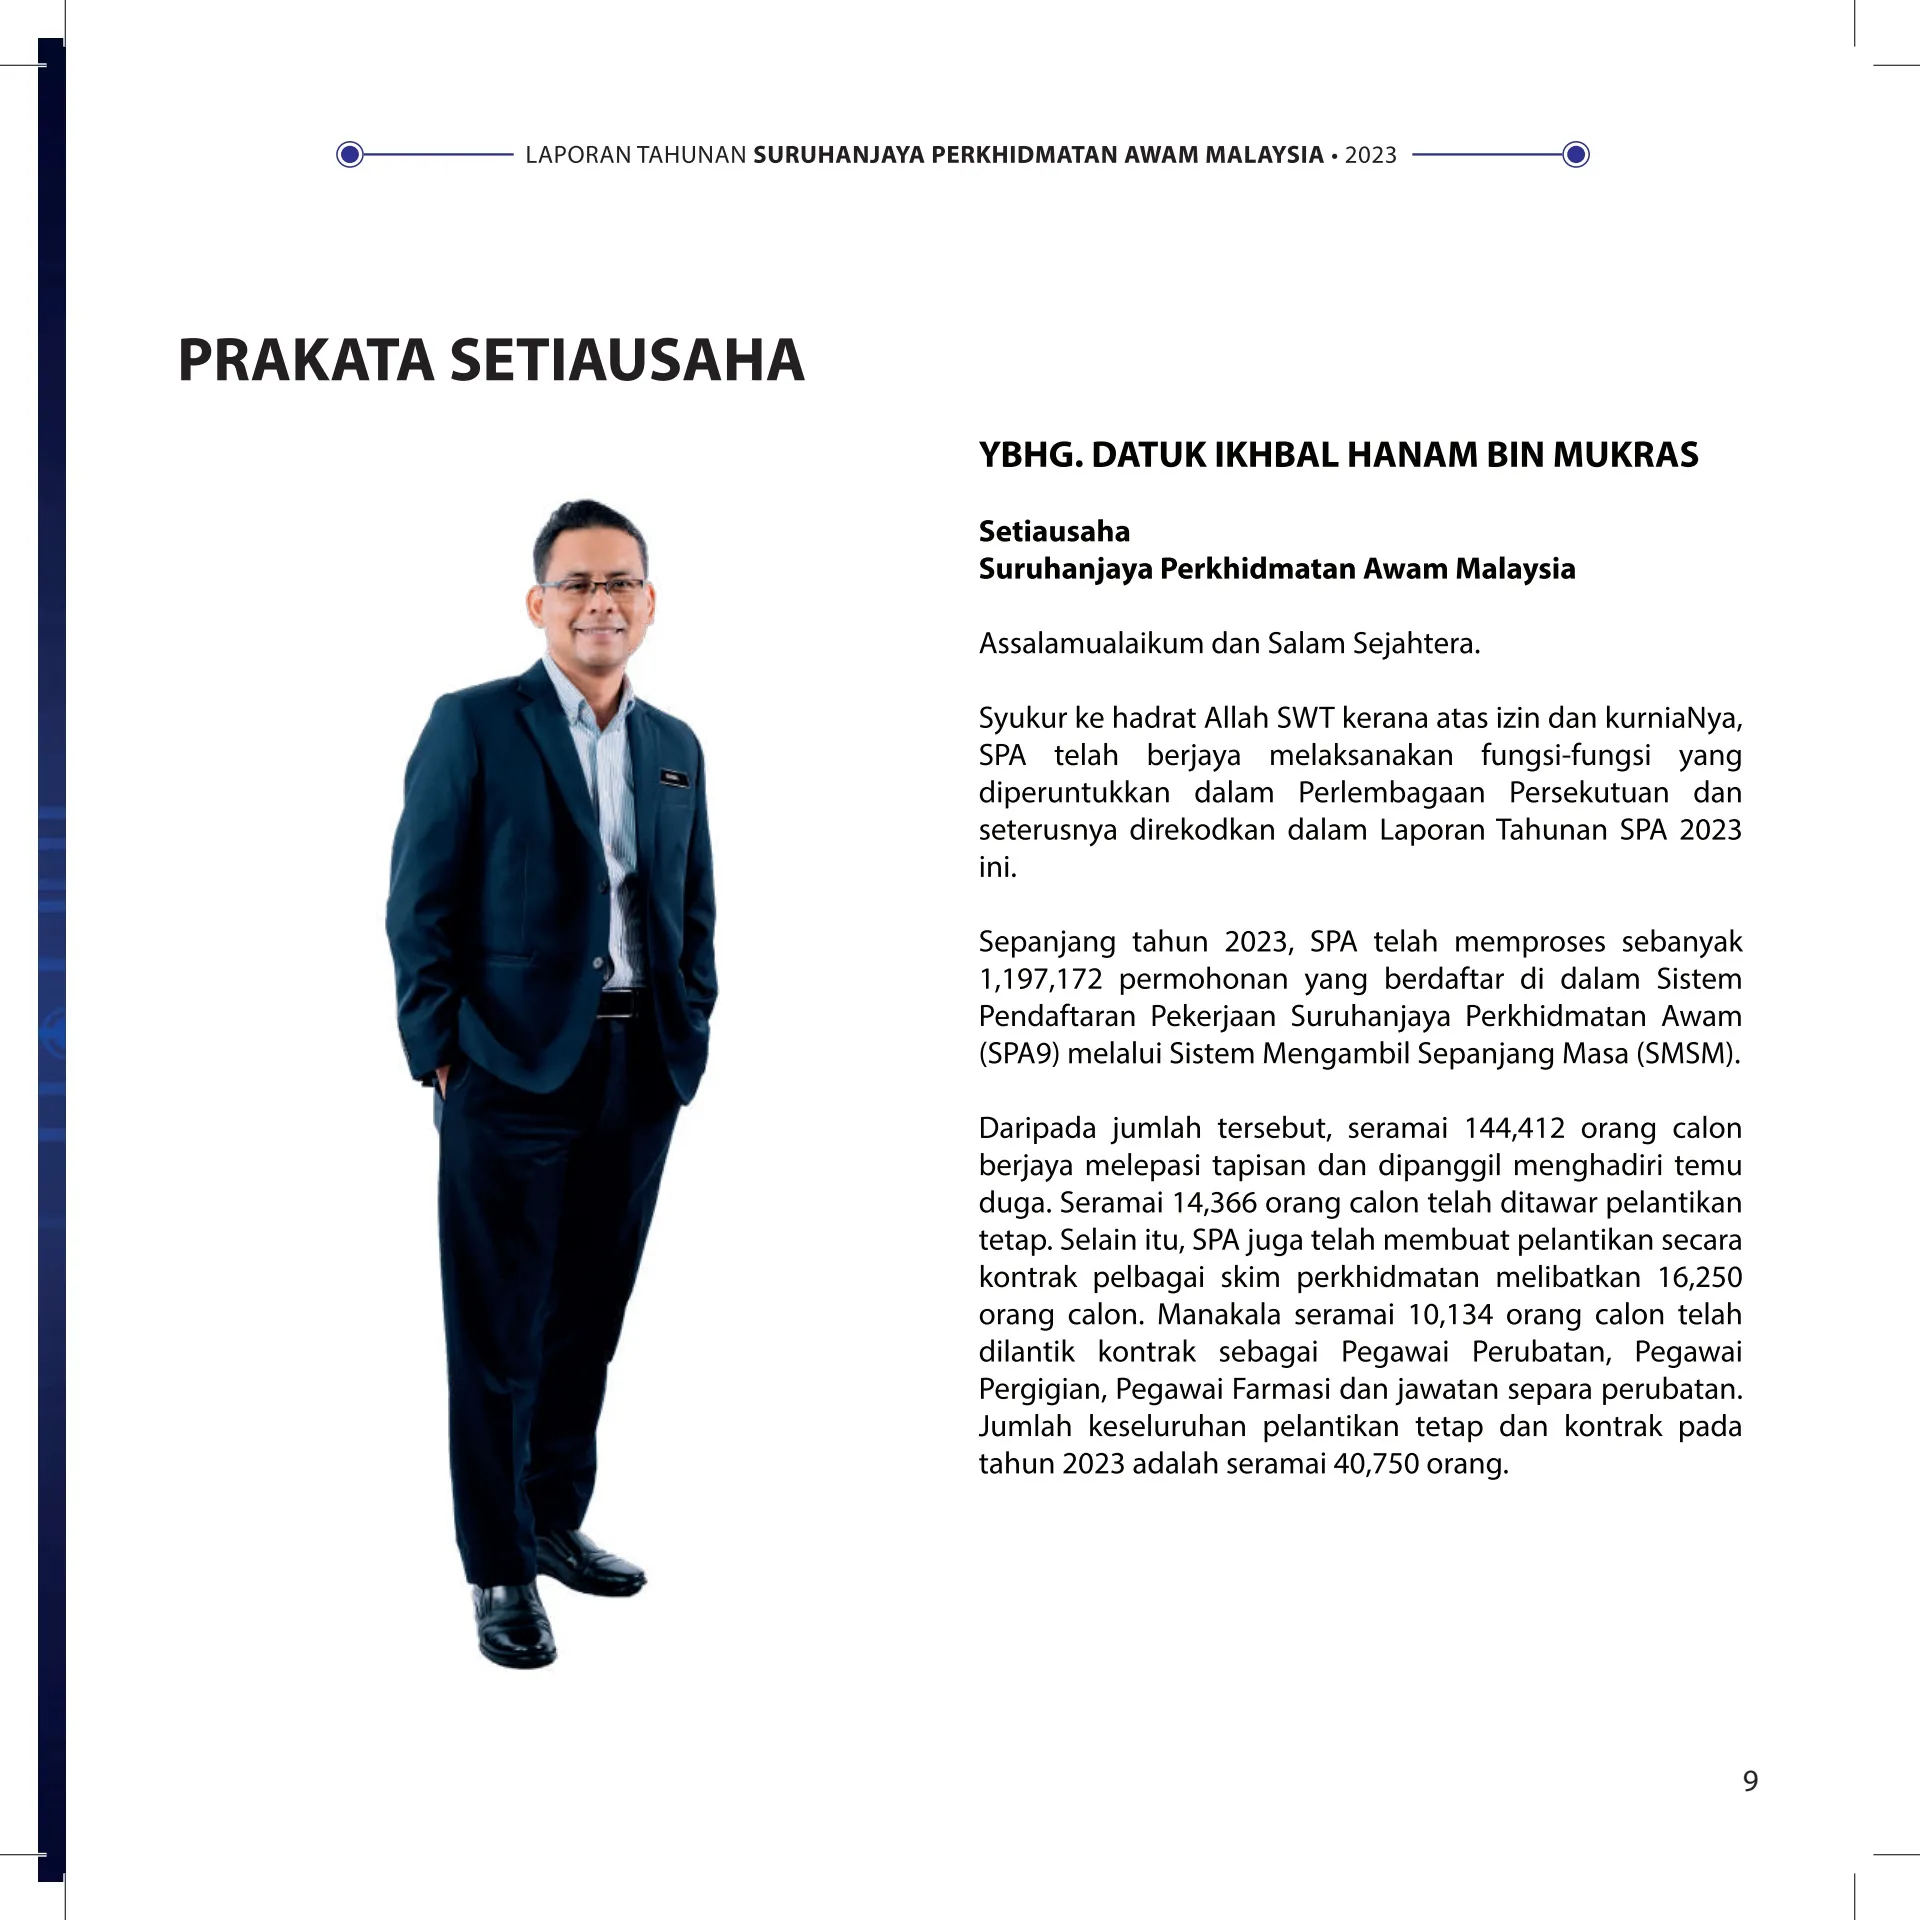 LAPORAN TAHUNAN SURUHANJAYA PERKHIDMATAN AWAM MALAYSIA • 2023
PRAKATA SETIAUSAHA
YBHG. DATUK IKHBAL HANAM BIN MUKRAS
Setiausaha
Suruhanjaya Perkhidmatan Awam Malaysia
Assalamualaikum dan Salam Sejahtera.
Syukur ke hadrat Allah SWT kerana atas izin dan kurniaNya,
SPA telah berjaya melaksanakan fungsi-fungsi yang
diperuntukkan dalam Perlembagaan Persekutuan dan
seterusnya direkodkan dalam Laporan Tahunan SPA 2023
ini.
Sepanjang tahun 2023, SPA telah memproses sebanyak
1,197,172 permohonan yang berdaftar di dalam Sistem
Pendaftaran Pekerjaan Suruhanjaya Perkhidmatan Awam
(SPA9) melalui Sistem Mengambil Sepanjang Masa (SMSM).
Daripada jumlah tersebut, seramai 144,412 orang calon
berjaya melepasi tapisan dan dipanggil menghadiri temu
duga. Seramai 14,366 orang calon telah ditawar pelantikan
tetap. Selain itu, SPA juga telah membuat pelantikan secara
kontrak pelbagai skim perkhidmatan melibatkan 16,250
orang calon. Manakala seramai 10,134 orang calon telah
dilantik kontrak sebagai Pegawai Perubatan, Pegawai
Pergigian, Pegawai Farmasi dan jawatan separa perubatan.
Jumlah keseluruhan pelantikan tetap dan kontrak pada
tahun 2023 adalah seramai 40,750 orang.
9